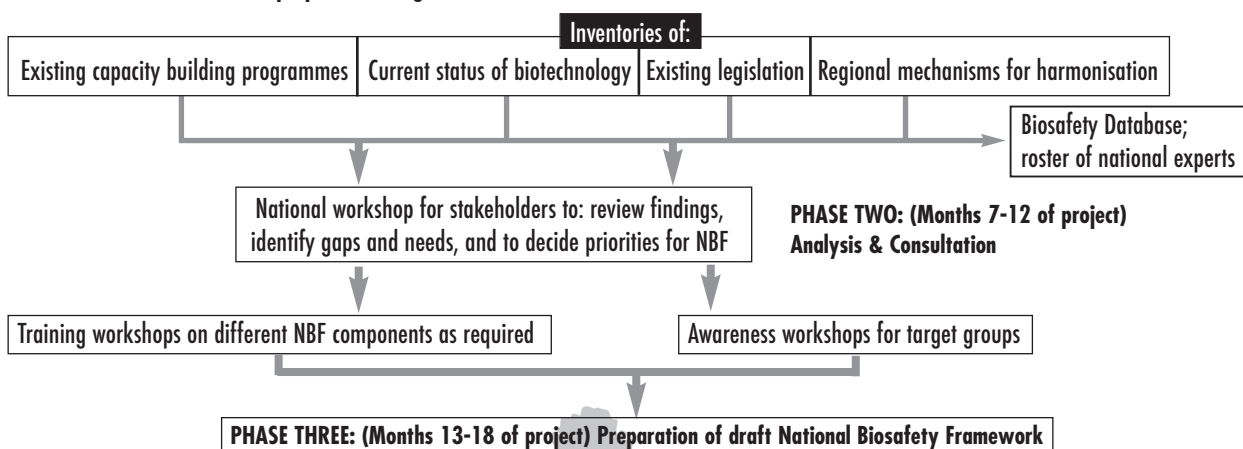 Inventories of:
Existing capacity building programmes
Current status of biotechnology
Existing legislation
Regional mechanisms for harmonisation
Biosafety Database;
roster of national experts
National workshop for stakeholders to: review findings,
identify gaps and needs, and to decide priorities for NBF
PHASE TWO: (Months 7-12 of project)
Analysis & Consultation
Training workshops on different NBF components as required
Awareness workshops for target groups
PHASE THREE: (Months 13-18 of project) Preparation of draft National Biosafety Framework